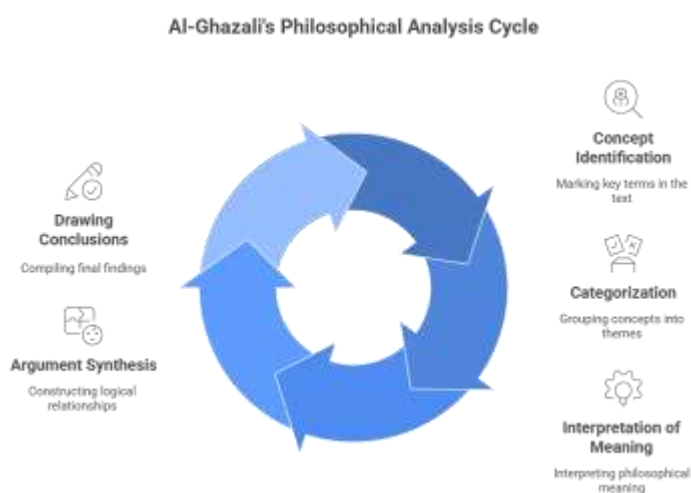 Al-Ghazali's Philosophical Analysis Cycle
Concept
Identification
Marking key terms in the
text
Categorization
Grouping concepts into
themes
Interpretation of
Meaning
Interpreting philosophical
meaning
Argument Synthesis
Constructing logical
relationships
Drawing
Conclusions
Compiling final findings